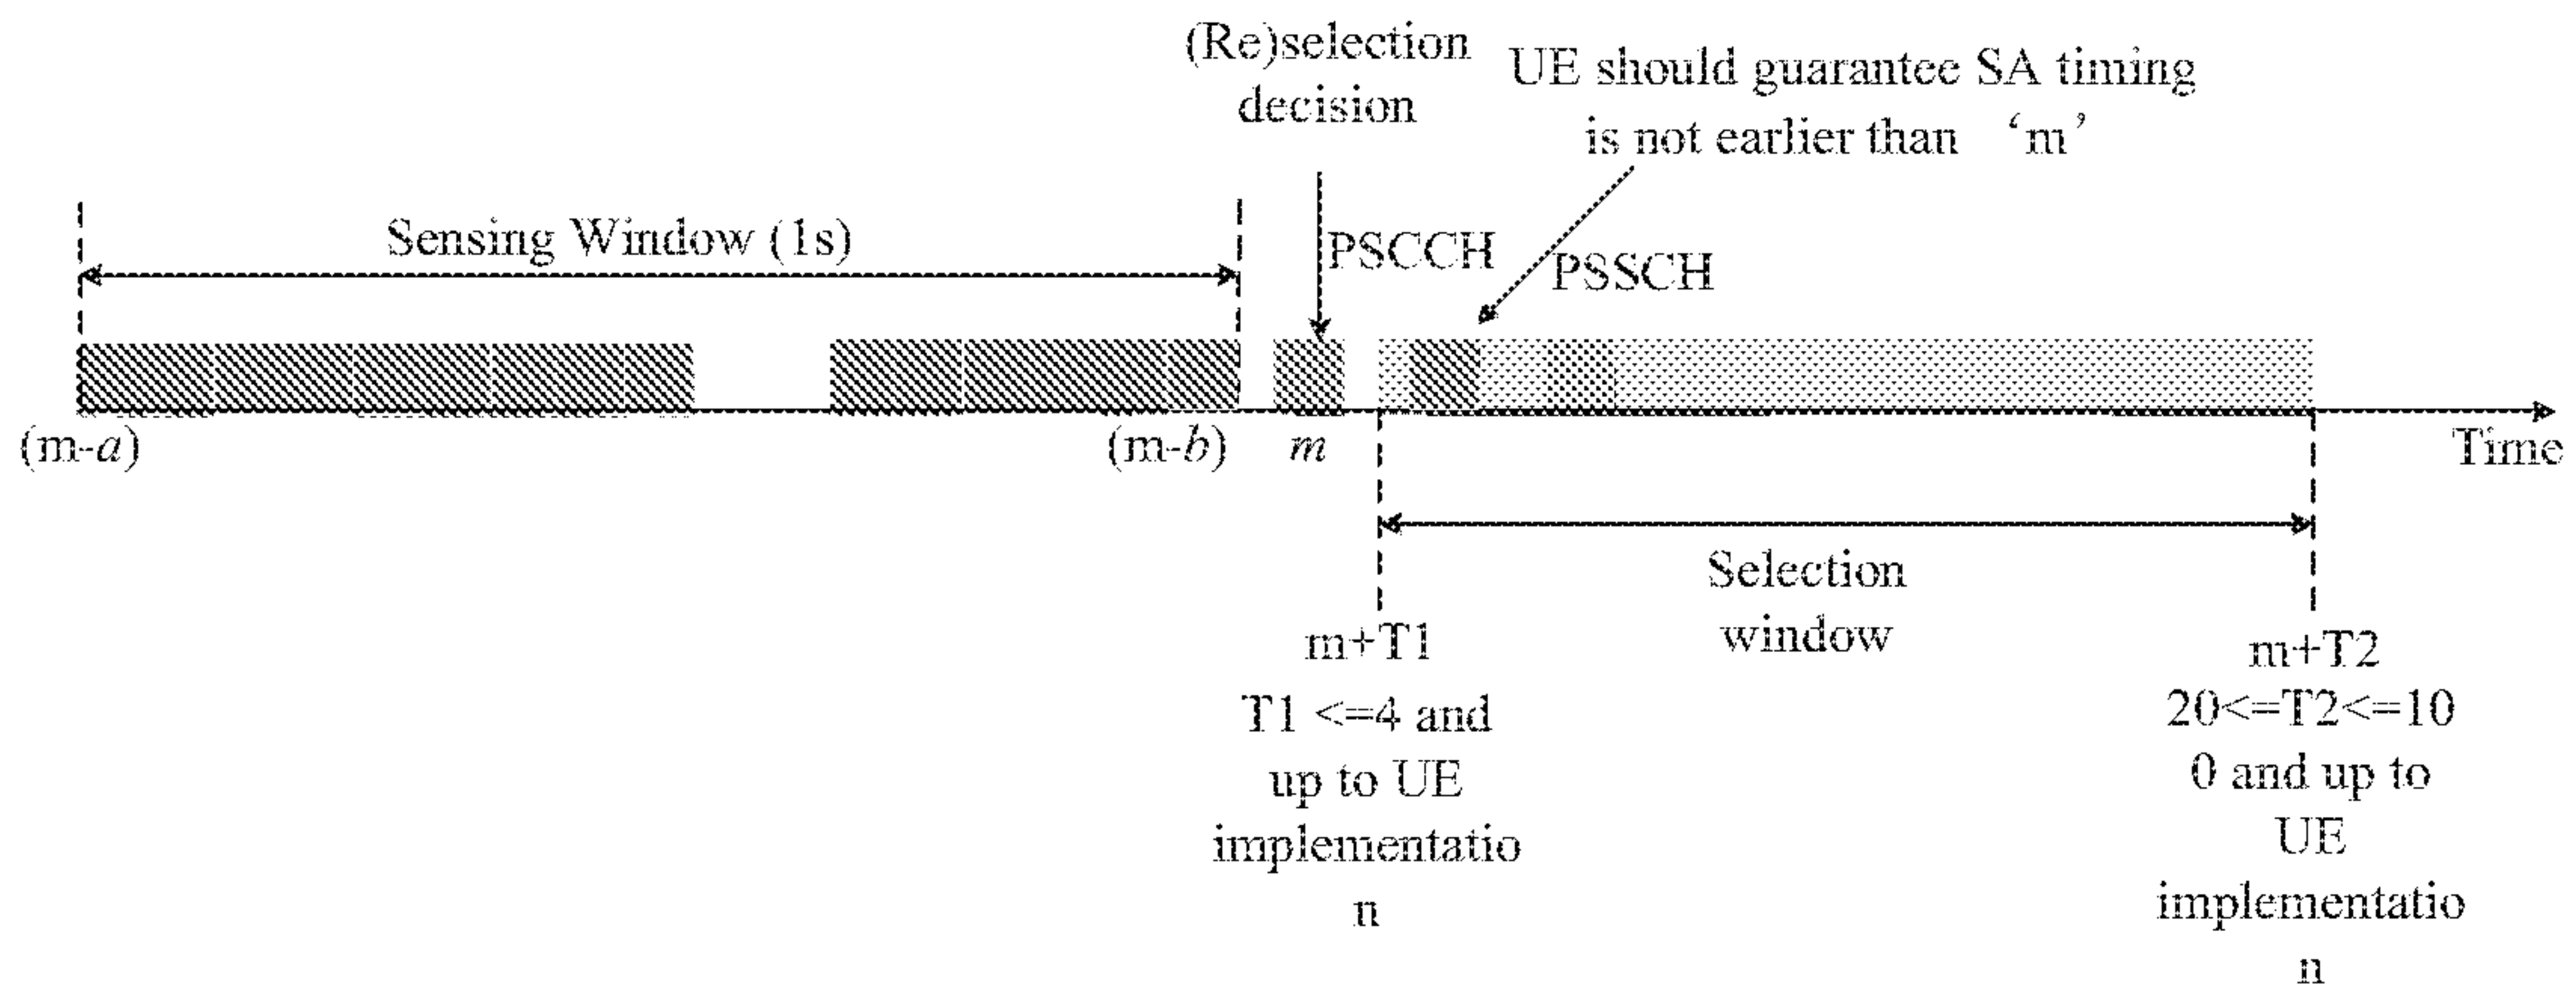 (Re)selection
decision
UE should guarantee SA timing
is not earlier than ‘m’
Sensing Window (1s)
PSCCH
PSSCH
(m-a)
(m-b)
m
Time
Selection
window
m+T1
T1 <=4 and
up to UE
implementatio
n
m+T2
20<=T2<=10
0 and up to
UE
implementatio
n